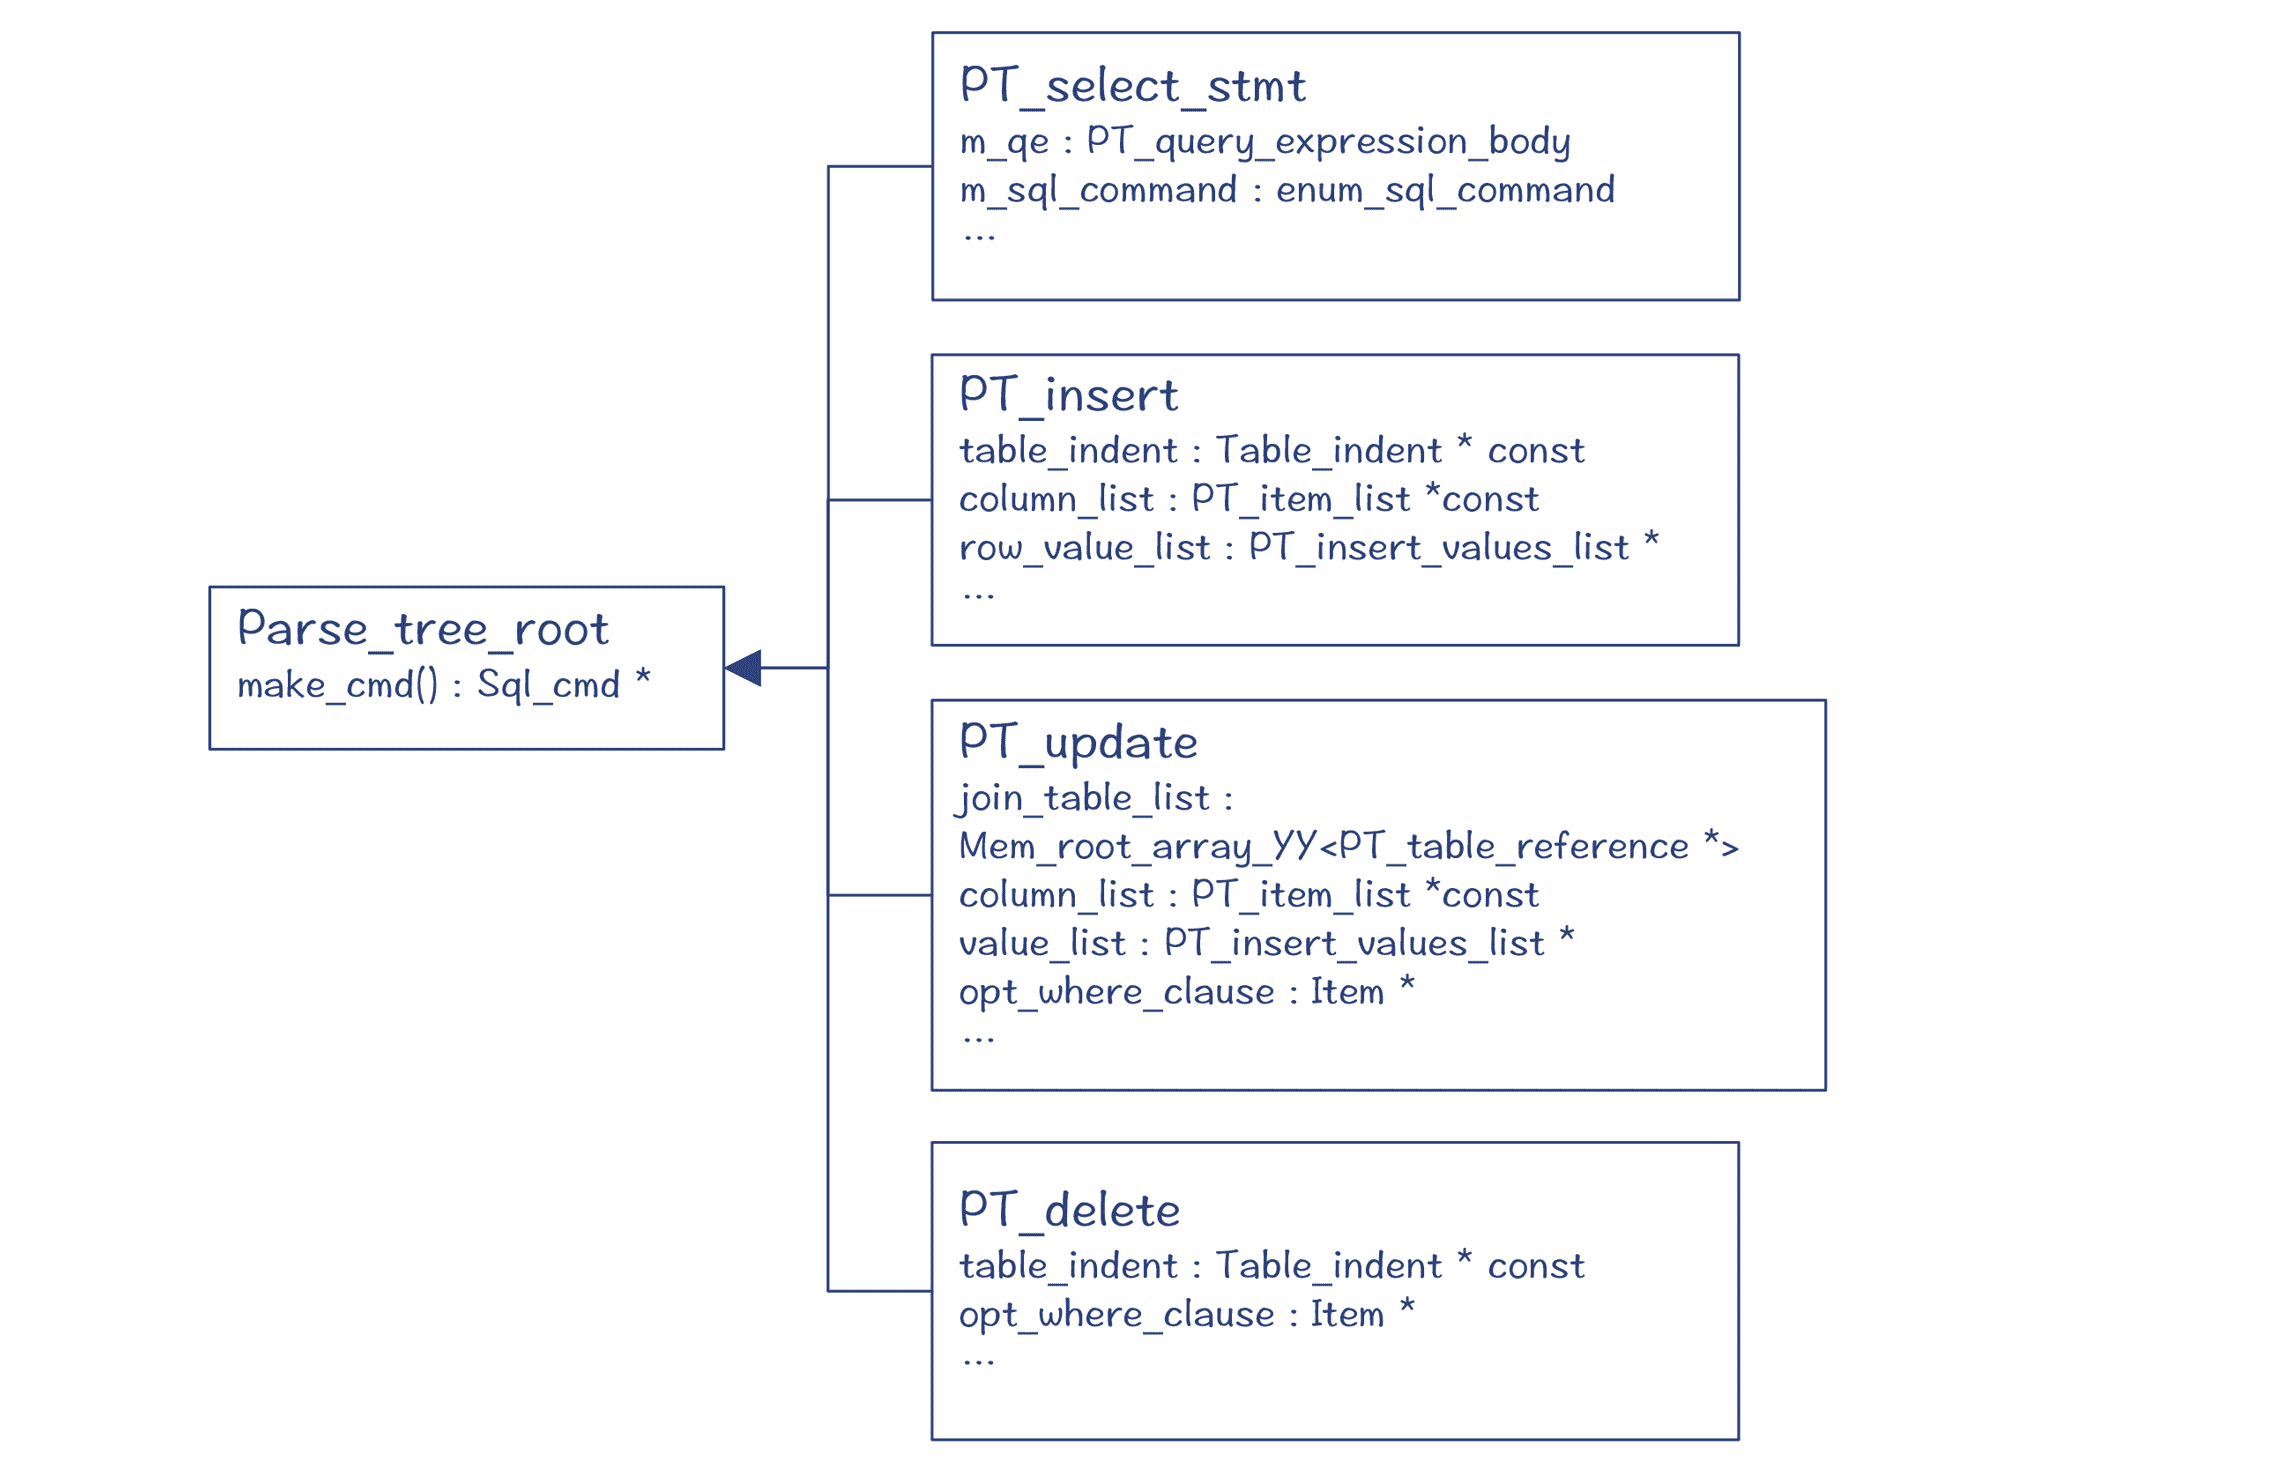 PT_select_stmt
m_qe : PT_query_expression_body
m_sql_command : enum_sql_command
...
PT_insert
table_indent : Table_indent * const
column_list : PT_item_list *const
row_value_list : PT_insert_values_list *
...
Parse_tree_root
make_cmd() : Sql_cmd *
PT_update
join_table_list :
Mem_root_array_YY<PT_table_reference *>
column_list : PT_item_list *const
value_list : PT_insert_values_list *
opt_where_clause : Item *
...
PT_delete
table_indent : Table_indent * const
opt_where_clause : Item *
...